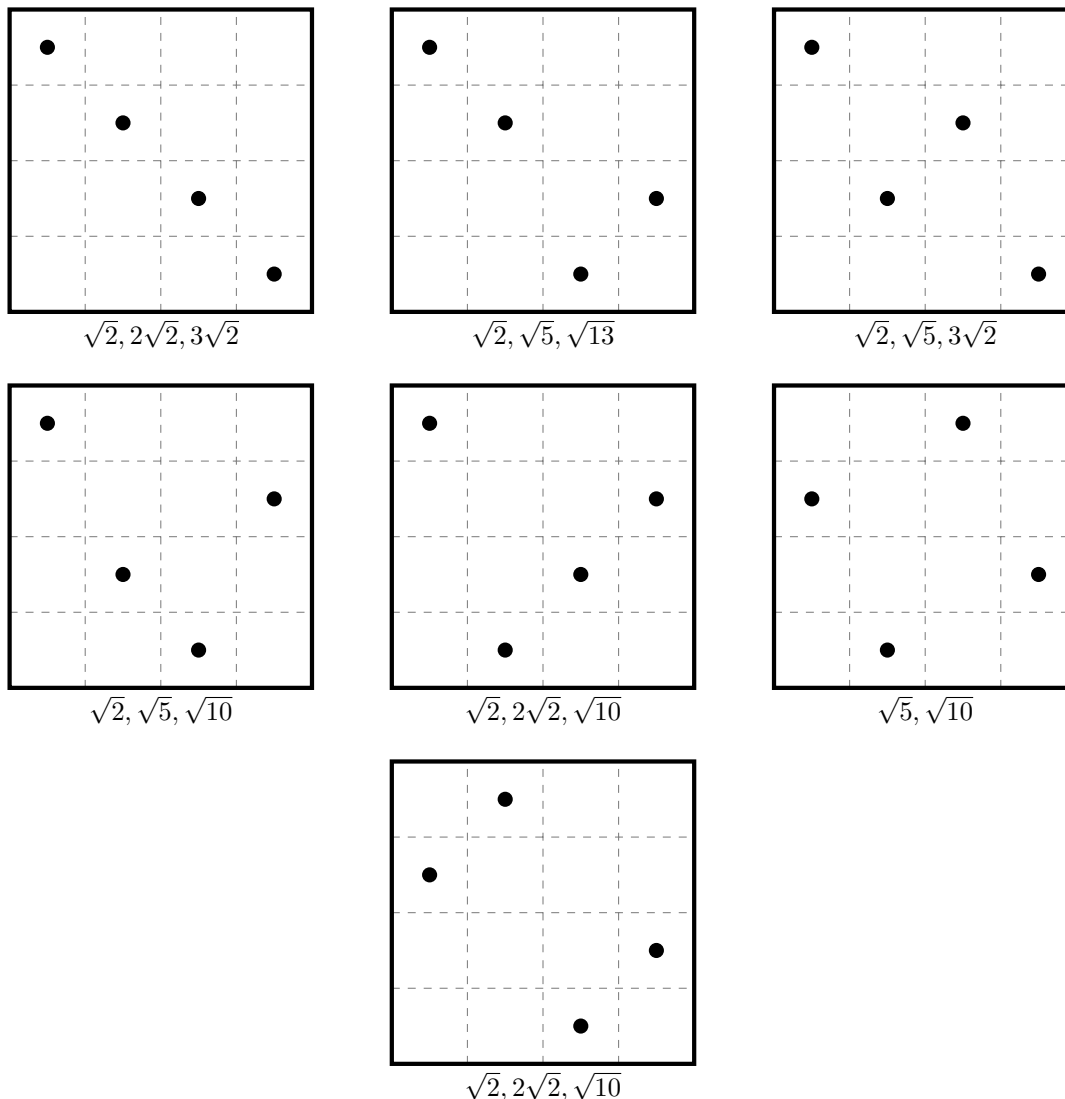 √2, 2√2, 3√2
√2, √5, √13
√2, √5, 3√2
√2, √5, √10
√2, 2√2, √10
√5, √10
√2, 2√2, √10